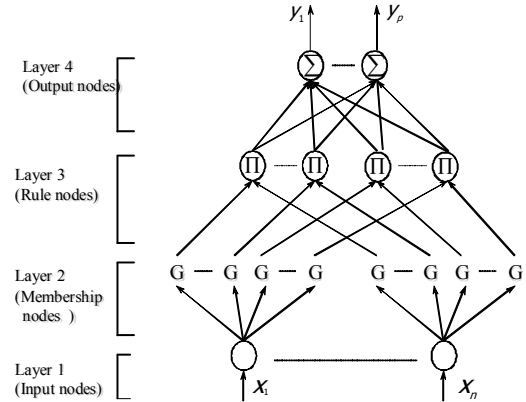 y1 yp
Layer 4
(Output nodes)
Σ Σ
Layer 3
(Rule nodes)
Π Π Π Π
Layer 2
(Membership
nodes )
G G G G G G G G
Layer 1
(Input nodes)
x1 xn